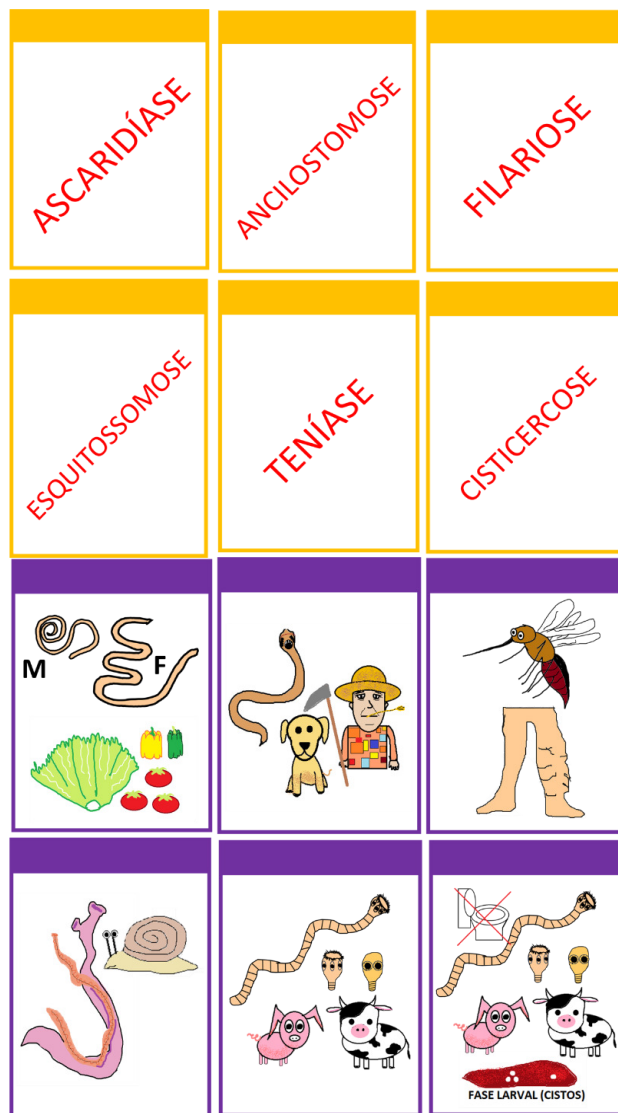 ASCARIDÍASE
ANCILOSTOMOSE
FILARIOSE
ESQUITOSSOMOSE
TENÍASE
CISTICERCOSE
M
F
FASE LARVAL (CISTOS)